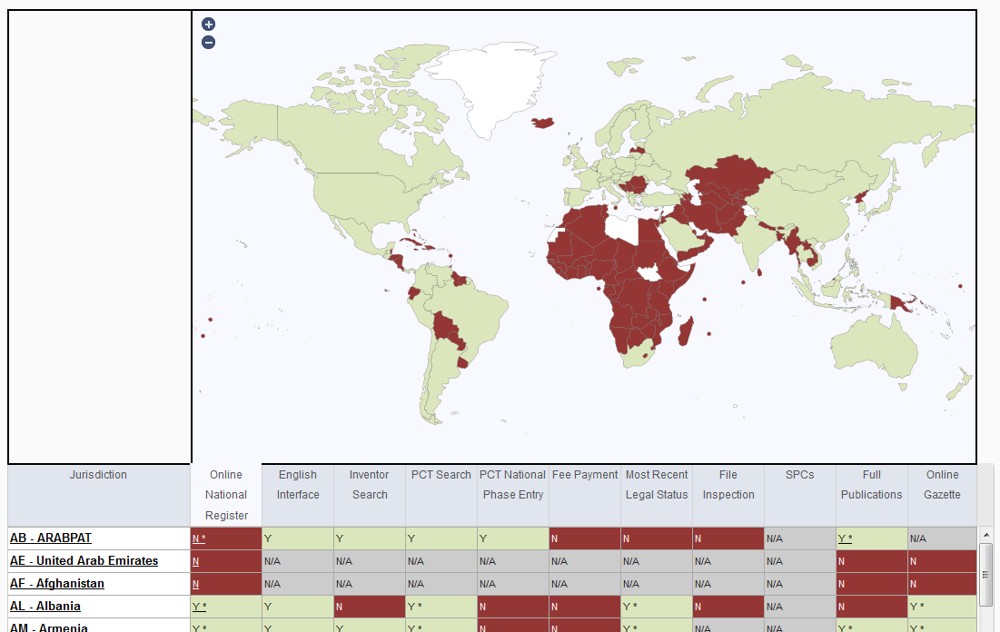 Jurisdiction
Online National Register
English Interface
Inventor Search
PCT Search
PCT National Phase Entry
Fee Payment
Most Recent Legal Status
File Inspection
SPCs
Full Publications
Online Gazette
AB - ARABPAT N * Y Y Y Y N N N N/A Y * N/A
AE - United Arab Emirates N N/A N/A N/A N/A N/A N/A N/A N/A N N
AF - Afghanistan N N/A N/A N/A N/A N/A N/A N/A N/A N N
AL - Albania Y * Y N Y * N N Y * N N/A N Y *
AM - Armenia Y * Y Y Y * N N Y * N/A N/A Y * Y *